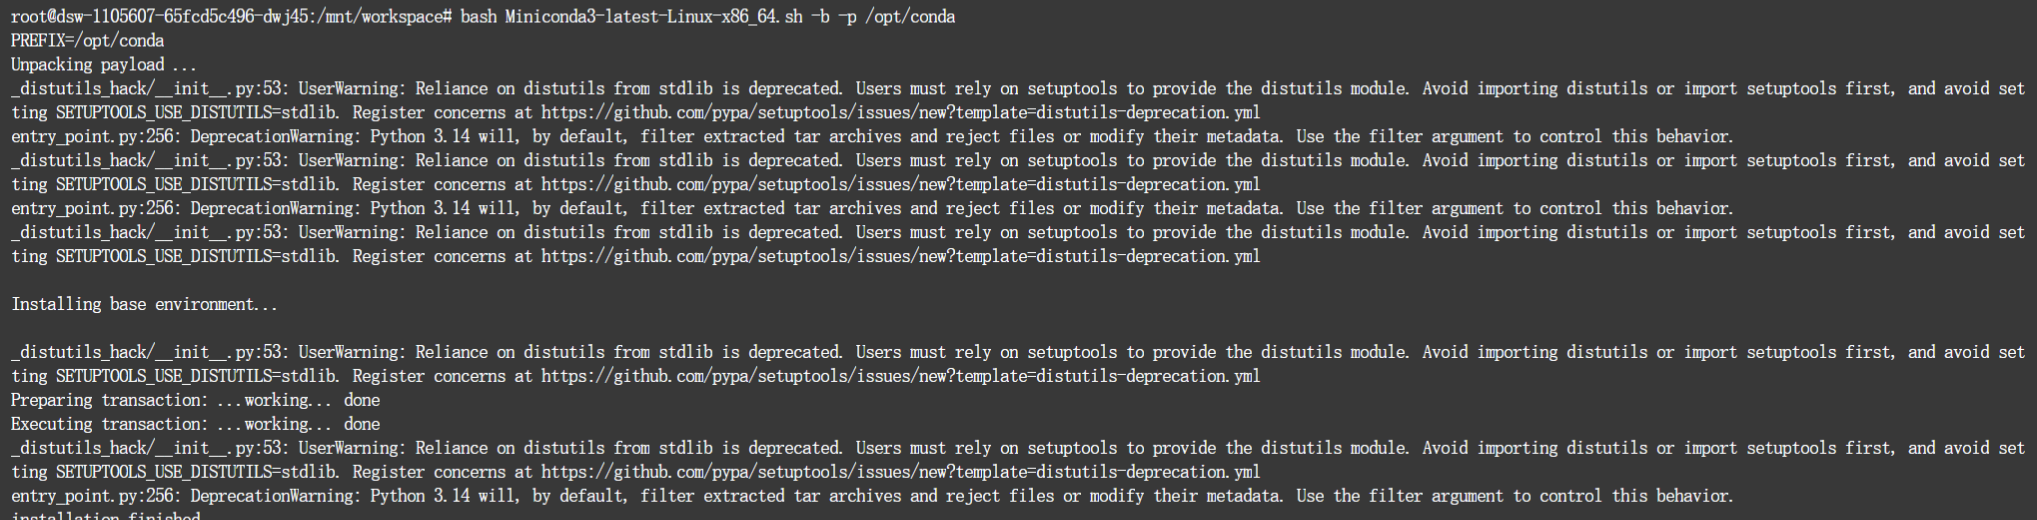 root@dsw-1105607-65fcd5c496-dwj45:/mnt/workspace# bash Miniconda3-latest-Linux-x86_64.sh -b -p /opt/conda
PREFIX=/opt/conda
Unpacking payload ...
_distutils_hack/__init__.py:53: UserWarning: Reliance on distutils from stdlib is deprecated. Users must rely on setuptools to provide the distutils module. Avoid importing distutils or import setuptools first, and avoid set
ting SETUPTOOLS_USE_DISTUTILS=stdlib. Register concerns at https://github.com/pypa/setuptools/issues/new?template=distutils-deprecation.yml
entry_point.py:256: DeprecationWarning: Python 3.14 will, by default, filter extracted tar archives and reject files or modify their metadata. Use the filter argument to control this behavior.
_distutils_hack/__init__.py:53: UserWarning: Reliance on distutils from stdlib is deprecated. Users must rely on setuptools to provide the distutils module. Avoid importing distutils or import setuptools first, and avoid set
ting SETUPTOOLS_USE_DISTUTILS=stdlib. Register concerns at https://github.com/pypa/setuptools/issues/new?template=distutils-deprecation.yml
entry_point.py:256: DeprecationWarning: Python 3.14 will, by default, filter extracted tar archives and reject files or modify their metadata. Use the filter argument to control this behavior.
_distutils_hack/__init__.py:53: UserWarning: Reliance on distutils from stdlib is deprecated. Users must rely on setuptools to provide the distutils module. Avoid importing distutils or import setuptools first, and avoid set
ting SETUPTOOLS_USE_DISTUTILS=stdlib. Register concerns at https://github.com/pypa/setuptools/issues/new?template=distutils-deprecation.yml
Installing base environment...
_distutils_hack/__init__.py:53: UserWarning: Reliance on distutils from stdlib is deprecated. Users must rely on setuptools to provide the distutils module. Avoid importing distutils or import setuptools first, and avoid set
ting SETUPTOOLS_USE_DISTUTILS=stdlib. Register concerns at https://github.com/pypa/setuptools/issues/new?template=distutils-deprecation.yml
Preparing transaction: ...working... done
Executing transaction: ...working... done
_distutils_hack/__init__.py:53: UserWarning: Reliance on distutils from stdlib is deprecated. Users must rely on setuptools to provide the distutils module. Avoid importing distutils or import setuptools first, and avoid set
ting SETUPTOOLS_USE_DISTUTILS=stdlib. Register concerns at https://github.com/pypa/setuptools/issues/new?template=distutils-deprecation.yml
entry_point.py:256: DeprecationWarning: Python 3.14 will, by default, filter extracted tar archives and reject files or modify their metadata. Use the filter argument to control this behavior.
installation finished.